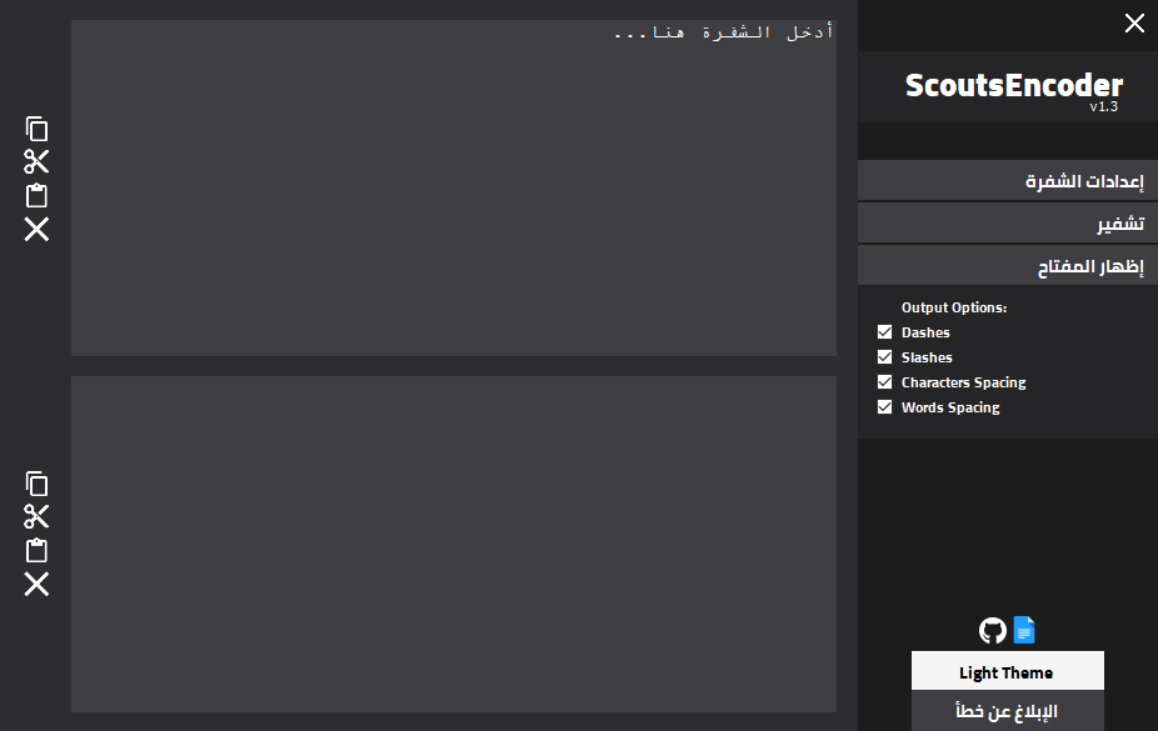 أدخل الشفرة هنا...
ScoutsEncoder
v1.3
إعدادات الشفرة
تشفير
إظهار المفتاح
Output Options:
Dashes
Slashes
Characters Spacing
Words Spacing
Light Theme
الإبلاغ عن خطأ